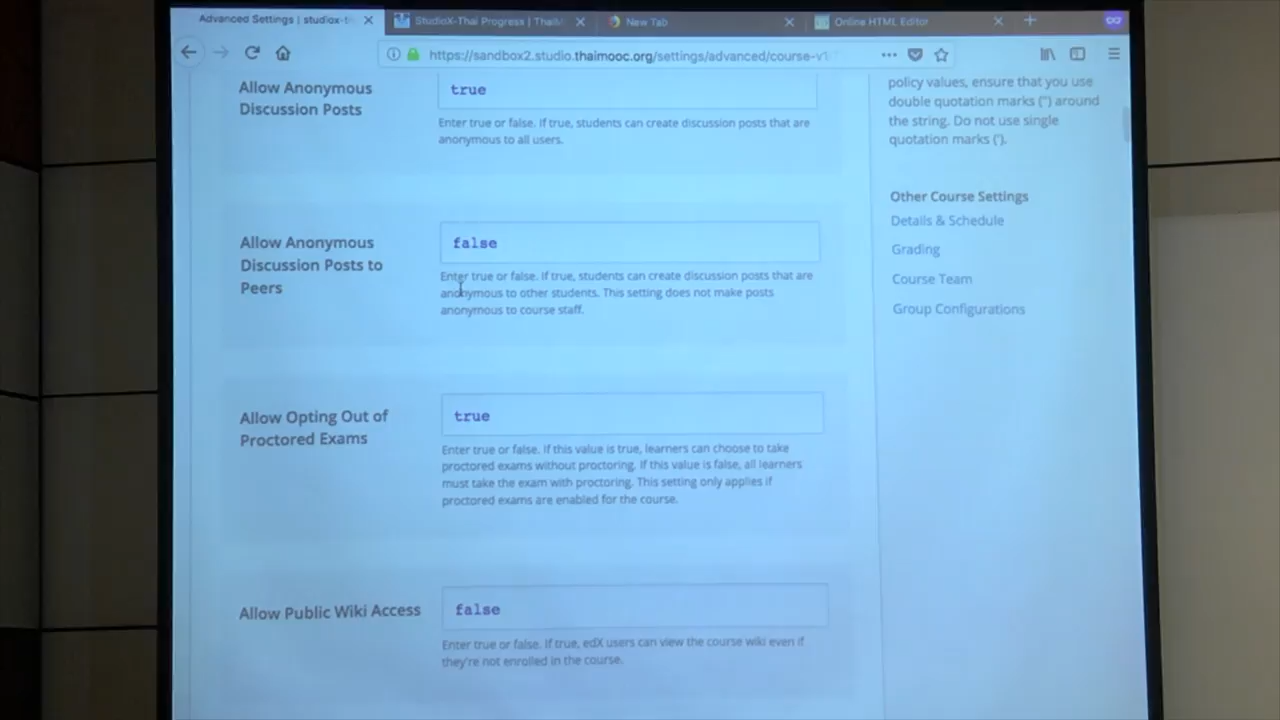 Advanced Settings | studiox-t
StudioX-Thai Progress | ThaiM
New Tab
Online HTML Editor
https://sandbox2.studio.thaimooc.org/settings/advanced/course-v1
Allow Anonymous
Discussion Posts
true
Enter true or false. If true, students can create discussion posts that are
anonymous to all users.
Allow Anonymous
Discussion Posts to
Peers
false
Enter true or false. If true, students can create discussion posts that are
anonymous to other students. This setting does not make posts
anonymous to course staff.
Allow Opting Out of
Proctored Exams
true
Enter true or false. If this value is true, learners can choose to take
proctored exams without proctoring. If this value is false, all learners
must take the exam with proctoring. This setting only applies if
proctored exams are enabled for the course.
Allow Public Wiki Access
false
Enter true or false. If true, edX users can view the course wiki even if
they're not enrolled in the course.
policy values, ensure that you use
double quotation marks (") around
the string. Do not use single
quotation marks (').
Other Course Settings
Details & Schedule
Grading
Course Team
Group Configurations